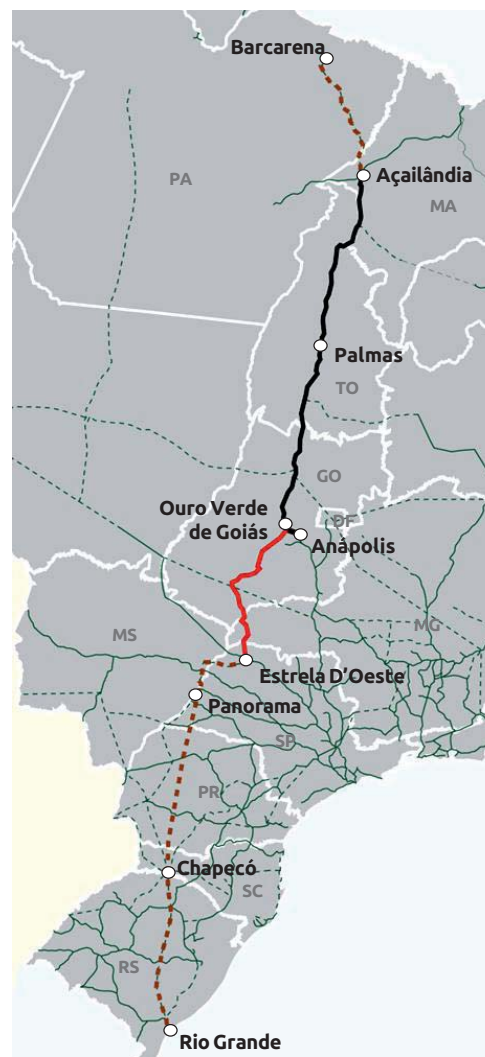 Barcarena
PA
Açailândia
MA
Palmas
TO
GO
Ouro Verde
de Goiás
DF
Anápolis
MS
MG
Estrela D'Oeste
Panorama
SP
PR
Chapecó
SC
RS
Rio Grande